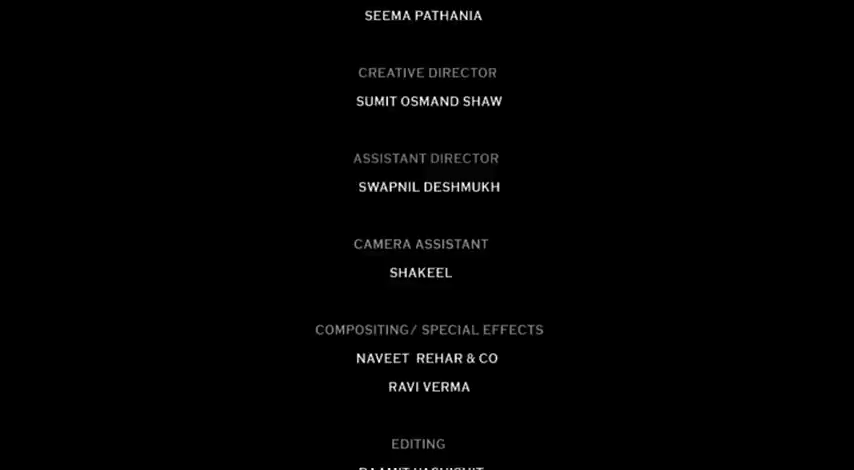 SEEMA PATHANIA
CREATIVE DIRECTOR
SUMIT OSMAND SHAW
ASSISTANT DIRECTOR
SWAPNIL DESHMUKH
CAMERA ASSISTANT
SHAKEEL
COMPOSITING/ SPECIAL EFFECTS
NAVEET REHAR & CO
RAVI VERMA
EDITING